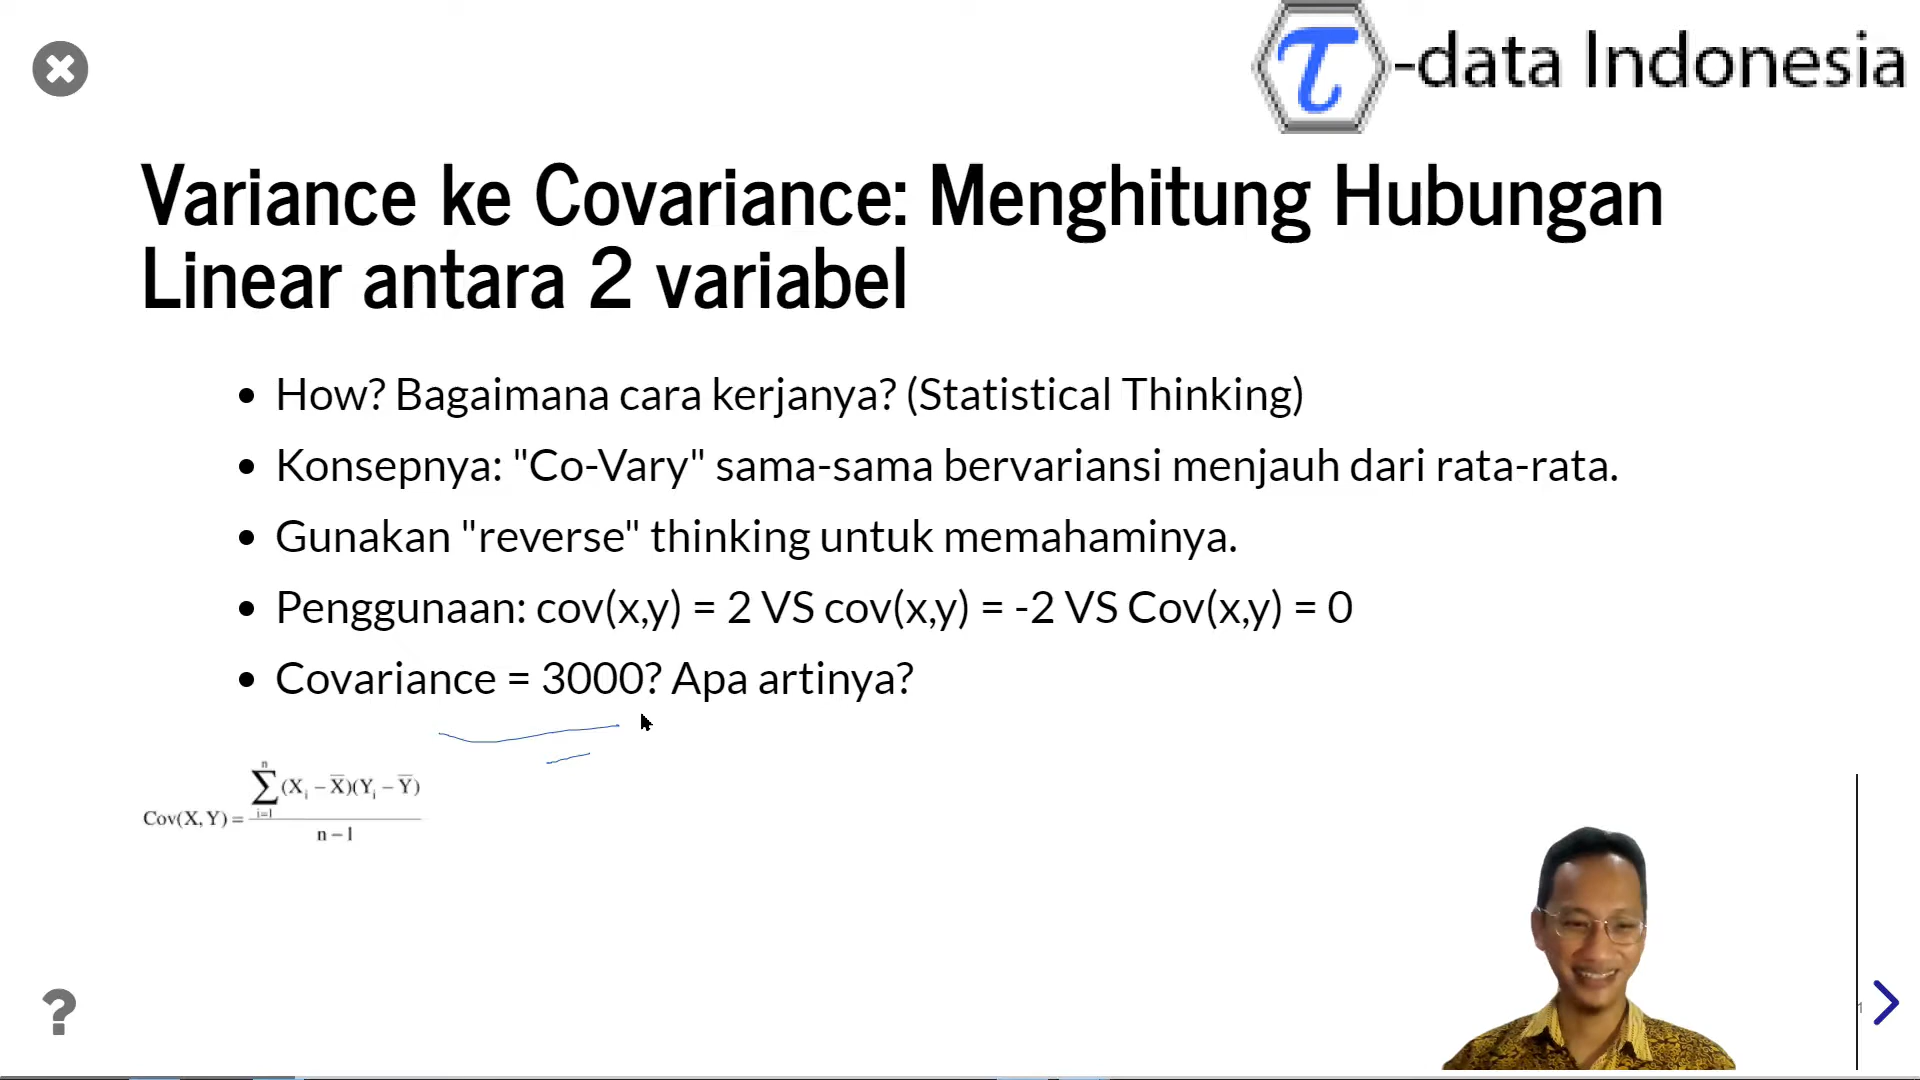 τ-data Indonesia
Variance ke Covariance: Menghitung Hubungan
Linear antara 2 variabel
How? Bagaimana cara kerjanya? (Statistical Thinking)
Konsepnya: "Co-Vary" sama-sama bervariansi menjauh dari rata-rata.
Gunakan "reverse" thinking untuk memahaminya.
Penggunaan: cov(x,y) = 2 VS cov(x,y) = -2 VS Cov(x,y) = 0
Covariance = 3000? Apa artinya?
n
∑(Xᵢ – X̅)(Yᵢ – Y̅)
Cov(X, Y) = i=1
n – 1
?
1